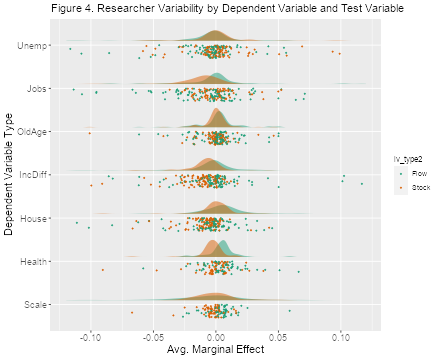 Figure 4. Researcher Variability by Dependent Variable and Test Variable
Dependent Variable Type
Unemp
Jobs
OldAge
IncDiff
House
Health
Scale
-0.10
-0.05
0.00
0.05
0.10
Avg. Marginal Effect
iv_type2
Flow
Stock